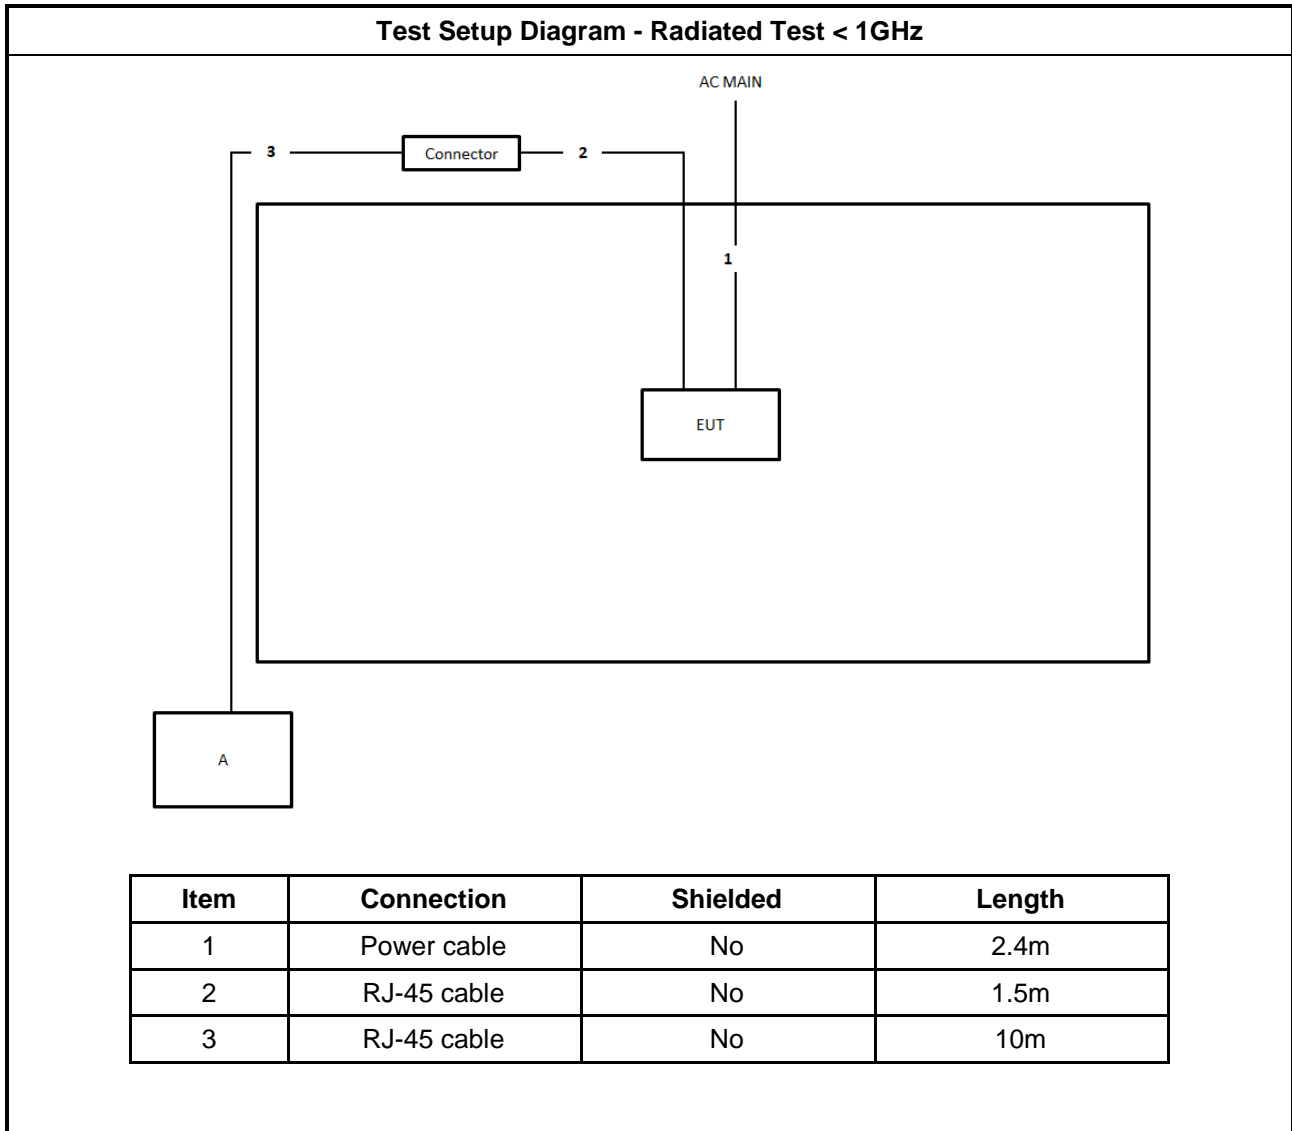 Test Setup Diagram - Radiated Test < 1GHz
AC MAIN
3
Connector
2
1
EUT
A
Item Connection Shielded Length
1 Power cable No 2.4m
2 RJ-45 cable No 1.5m
3 RJ-45 cable No 10m